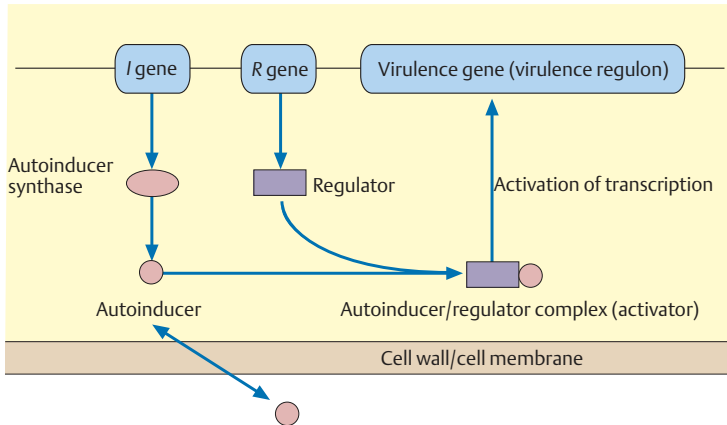 I gene
R gene
Virulence gene (virulence regulon)
Autoinducer
synthase
Regulator
Activation of transcription
Autoinducer
Autoinducer/regulator complex (activator)
Cell wall/cell membrane